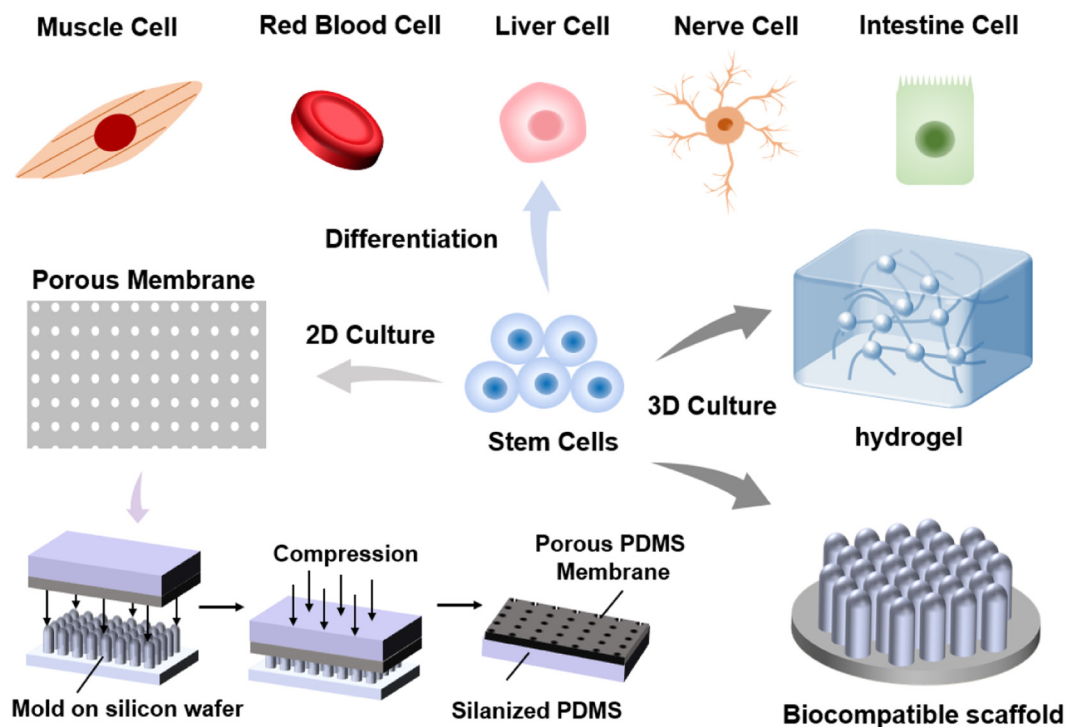 Muscle Cell
Red Blood Cell
Liver Cell
Nerve Cell
Intestine Cell
Differentiation
Porous Membrane
2D Culture
3D Culture
Stem Cells
hydrogel
Compression
Porous PDMS
Membrane
Mold on silicon wafer
Silanized PDMS
Biocompatible scaffold